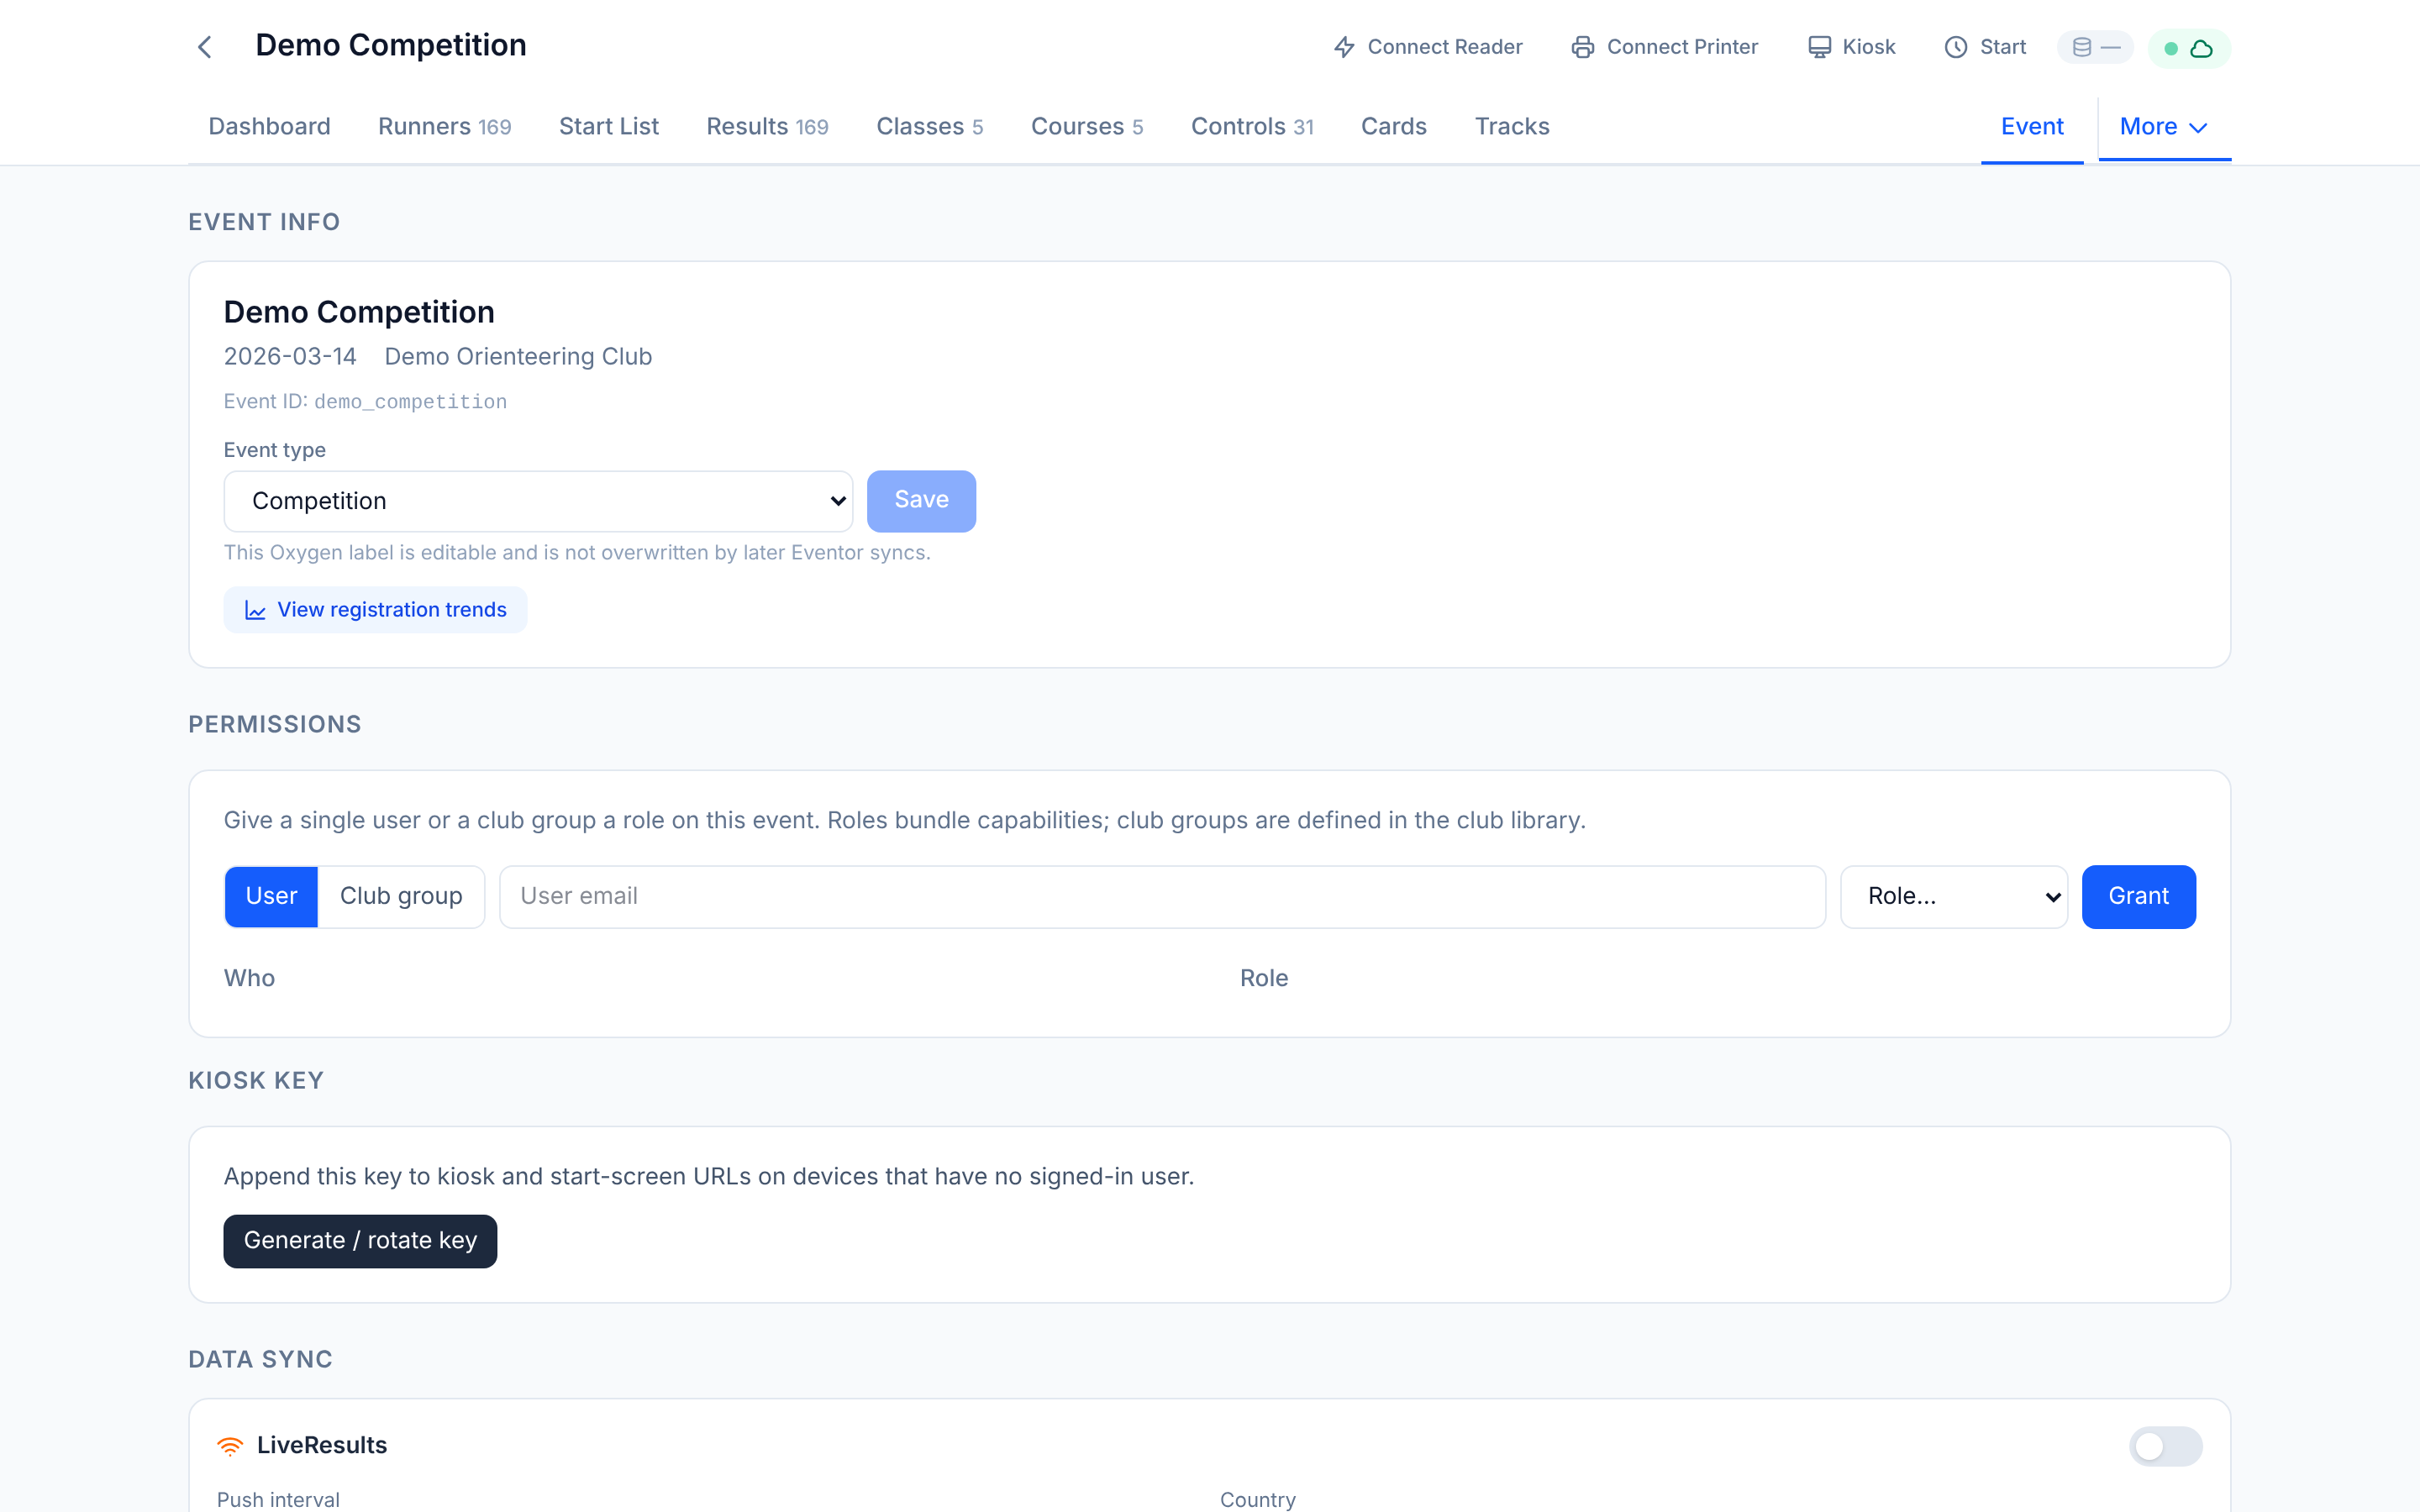 Demo Competition
Connect Reader
Connect Printer
Kiosk
Start
Dashboard
Runners 169
Start List
Results 169
Classes 5
Courses 5
Controls 31
Cards
Tracks
Event
More
EVENT INFO
Demo Competition
2026-03-14 Demo Orienteering Club
Event ID: demo_competition
Event type
Competition
Save
This Oxygen label is editable and is not overwritten by later Eventor syncs.
View registration trends
PERMISSIONS
Give a single user or a club group a role on this event. Roles bundle capabilities; club groups are defined in the club library.
User
Club group
User email
Role...
Grant
Who
Role
KIOSK KEY
Append this key to kiosk and start-screen URLs on devices that have no signed-in user.
Generate / rotate key
DATA SYNC
LiveResults
Push interval
Country